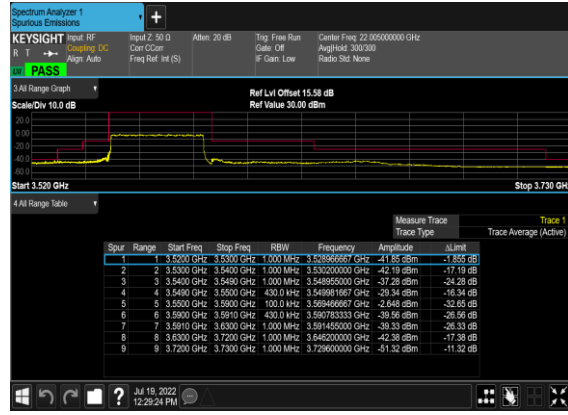 Spectrum Analyzer 1
Spurious Emissions
KEYSIGHT Input: RF Input Z: 50 Ω Atten: 20 dB Trig: Free Run Center Freq: 22.005000000 GHz
R T Coupling: DC Corr CCorr Gate: Off Avg|Hold: 300/300
Align: Auto Freq Ref: Int (S) IF Gain: Low Radio Std: None
PASS
3 All Range Graph
Ref Lvl Offset 15.58 dB
Scale/Div 10.0 dB Ref Value 30.00 dBm
20.0
0.00
-20.0
-40.0
-60.0
Start 3.520 GHz Stop 3.730 GHz
4 All Range Table
Measure Trace Trace 1
Trace Type Trace Average (Active)
Spur Range Start Freq Stop Freq RBW Frequency Amplitude ΔLimit
1 1 3.5200 GHz 3.5300 GHz 1.000 MHz 3.528966667 GHz -41.85 dBm -1.855 dB
2 2 3.5300 GHz 3.5400 GHz 1.000 MHz 3.530200000 GHz -42.19 dBm -17.19 dB
3 3 3.5400 GHz 3.5490 GHz 1.000 MHz 3.548955000 GHz -37.28 dBm -24.28 dB
4 4 3.5490 GHz 3.5500 GHz 430.0 kHz 3.549981667 GHz -29.34 dBm -16.34 dB
5 5 3.5500 GHz 3.5900 GHz 100.0 kHz 3.569466667 GHz -2.648 dBm -32.65 dB
6 6 3.5900 GHz 3.5910 GHz 430.0 kHz 3.590783333 GHz -39.56 dBm -26.56 dB
7 7 3.5910 GHz 3.6300 GHz 1.000 MHz 3.591455000 GHz -39.33 dBm -26.33 dB
8 8 3.6300 GHz 3.7200 GHz 1.000 MHz 3.646200000 GHz -42.38 dBm -17.38 dB
9 9 3.7200 GHz 3.7300 GHz 1.000 MHz 3.729600000 GHz -51.32 dBm -11.32 dB
? Jul 19, 2022
12:29:24 PM